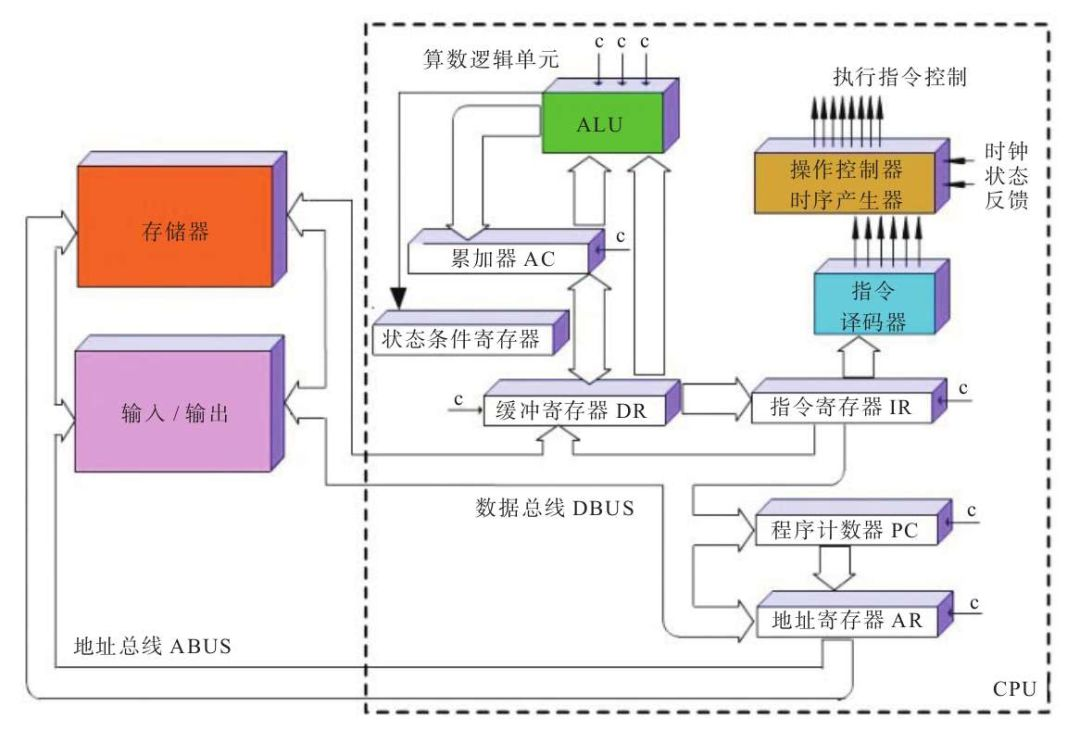 算数逻辑单元
c c c
ALU
执行指令控制
操作控制器
时序产生器
时钟
状态
反馈
存储器
累加器 AC
c
指令
译码器
状态条件寄存器
输入 / 输出
c
缓冲寄存器 DR
指令寄存器 IR
c
数据总线 DBUS
程序计数器 PC
c
地址寄存器 AR
c
地址总线 ABUS
CPU